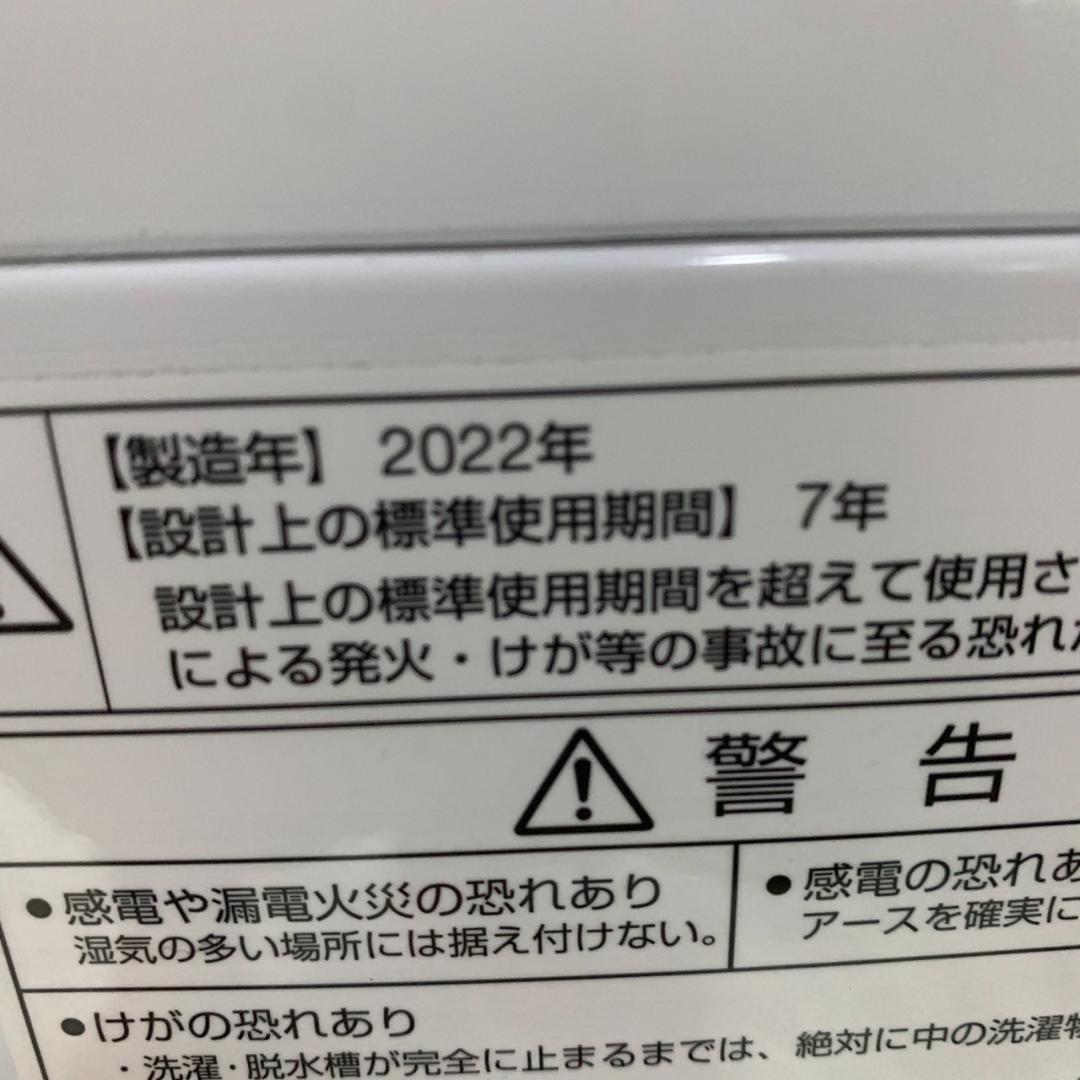 【製造年】 2022年
【設計上の標準使用期間】 7年
設計上の標準使用期間を超えて使用さ
による発火・けが等の事故に至る恐れ
警 告
●感電や漏電火災の恐れあり
湿気の多い場所には据え付けない。
●感電の恐れあ
アースを確実に
●けがの恐れあり
・洗濯・脱水槽が完全に止まるまでは、絶対に中の洗濯物